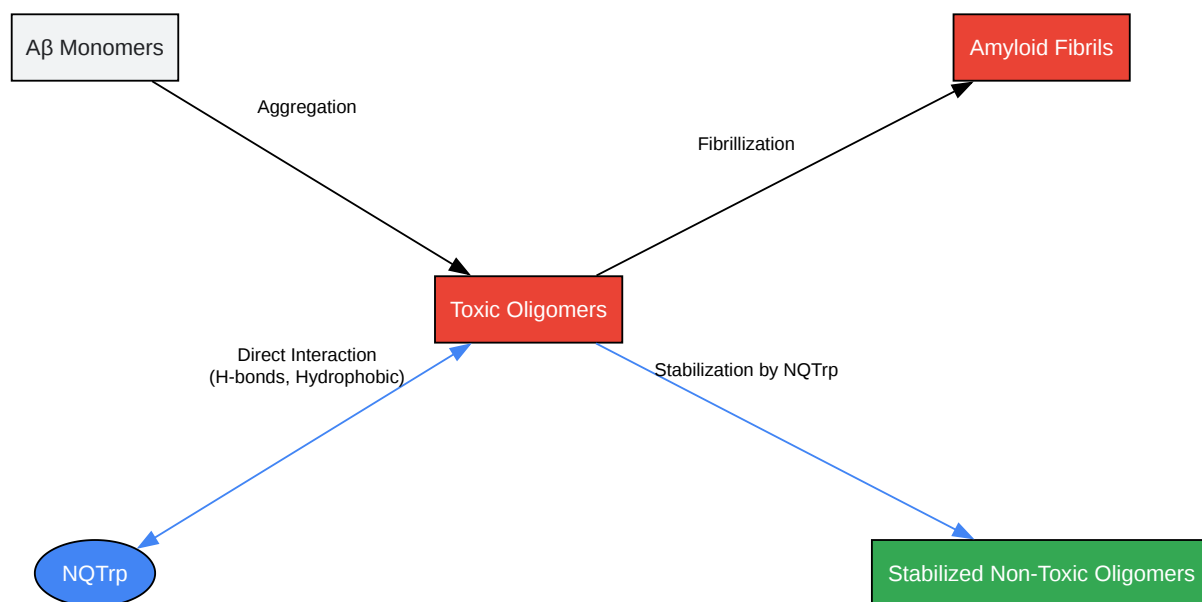 Aβ Monomers
Amyloid Fibrils
Aggregation
Fibrillization
Toxic Oligomers
Direct Interaction
(H-bonds, Hydrophobic)
Stabilization by NQTrp
NQTrp
Stabilized Non-Toxic Oligomers